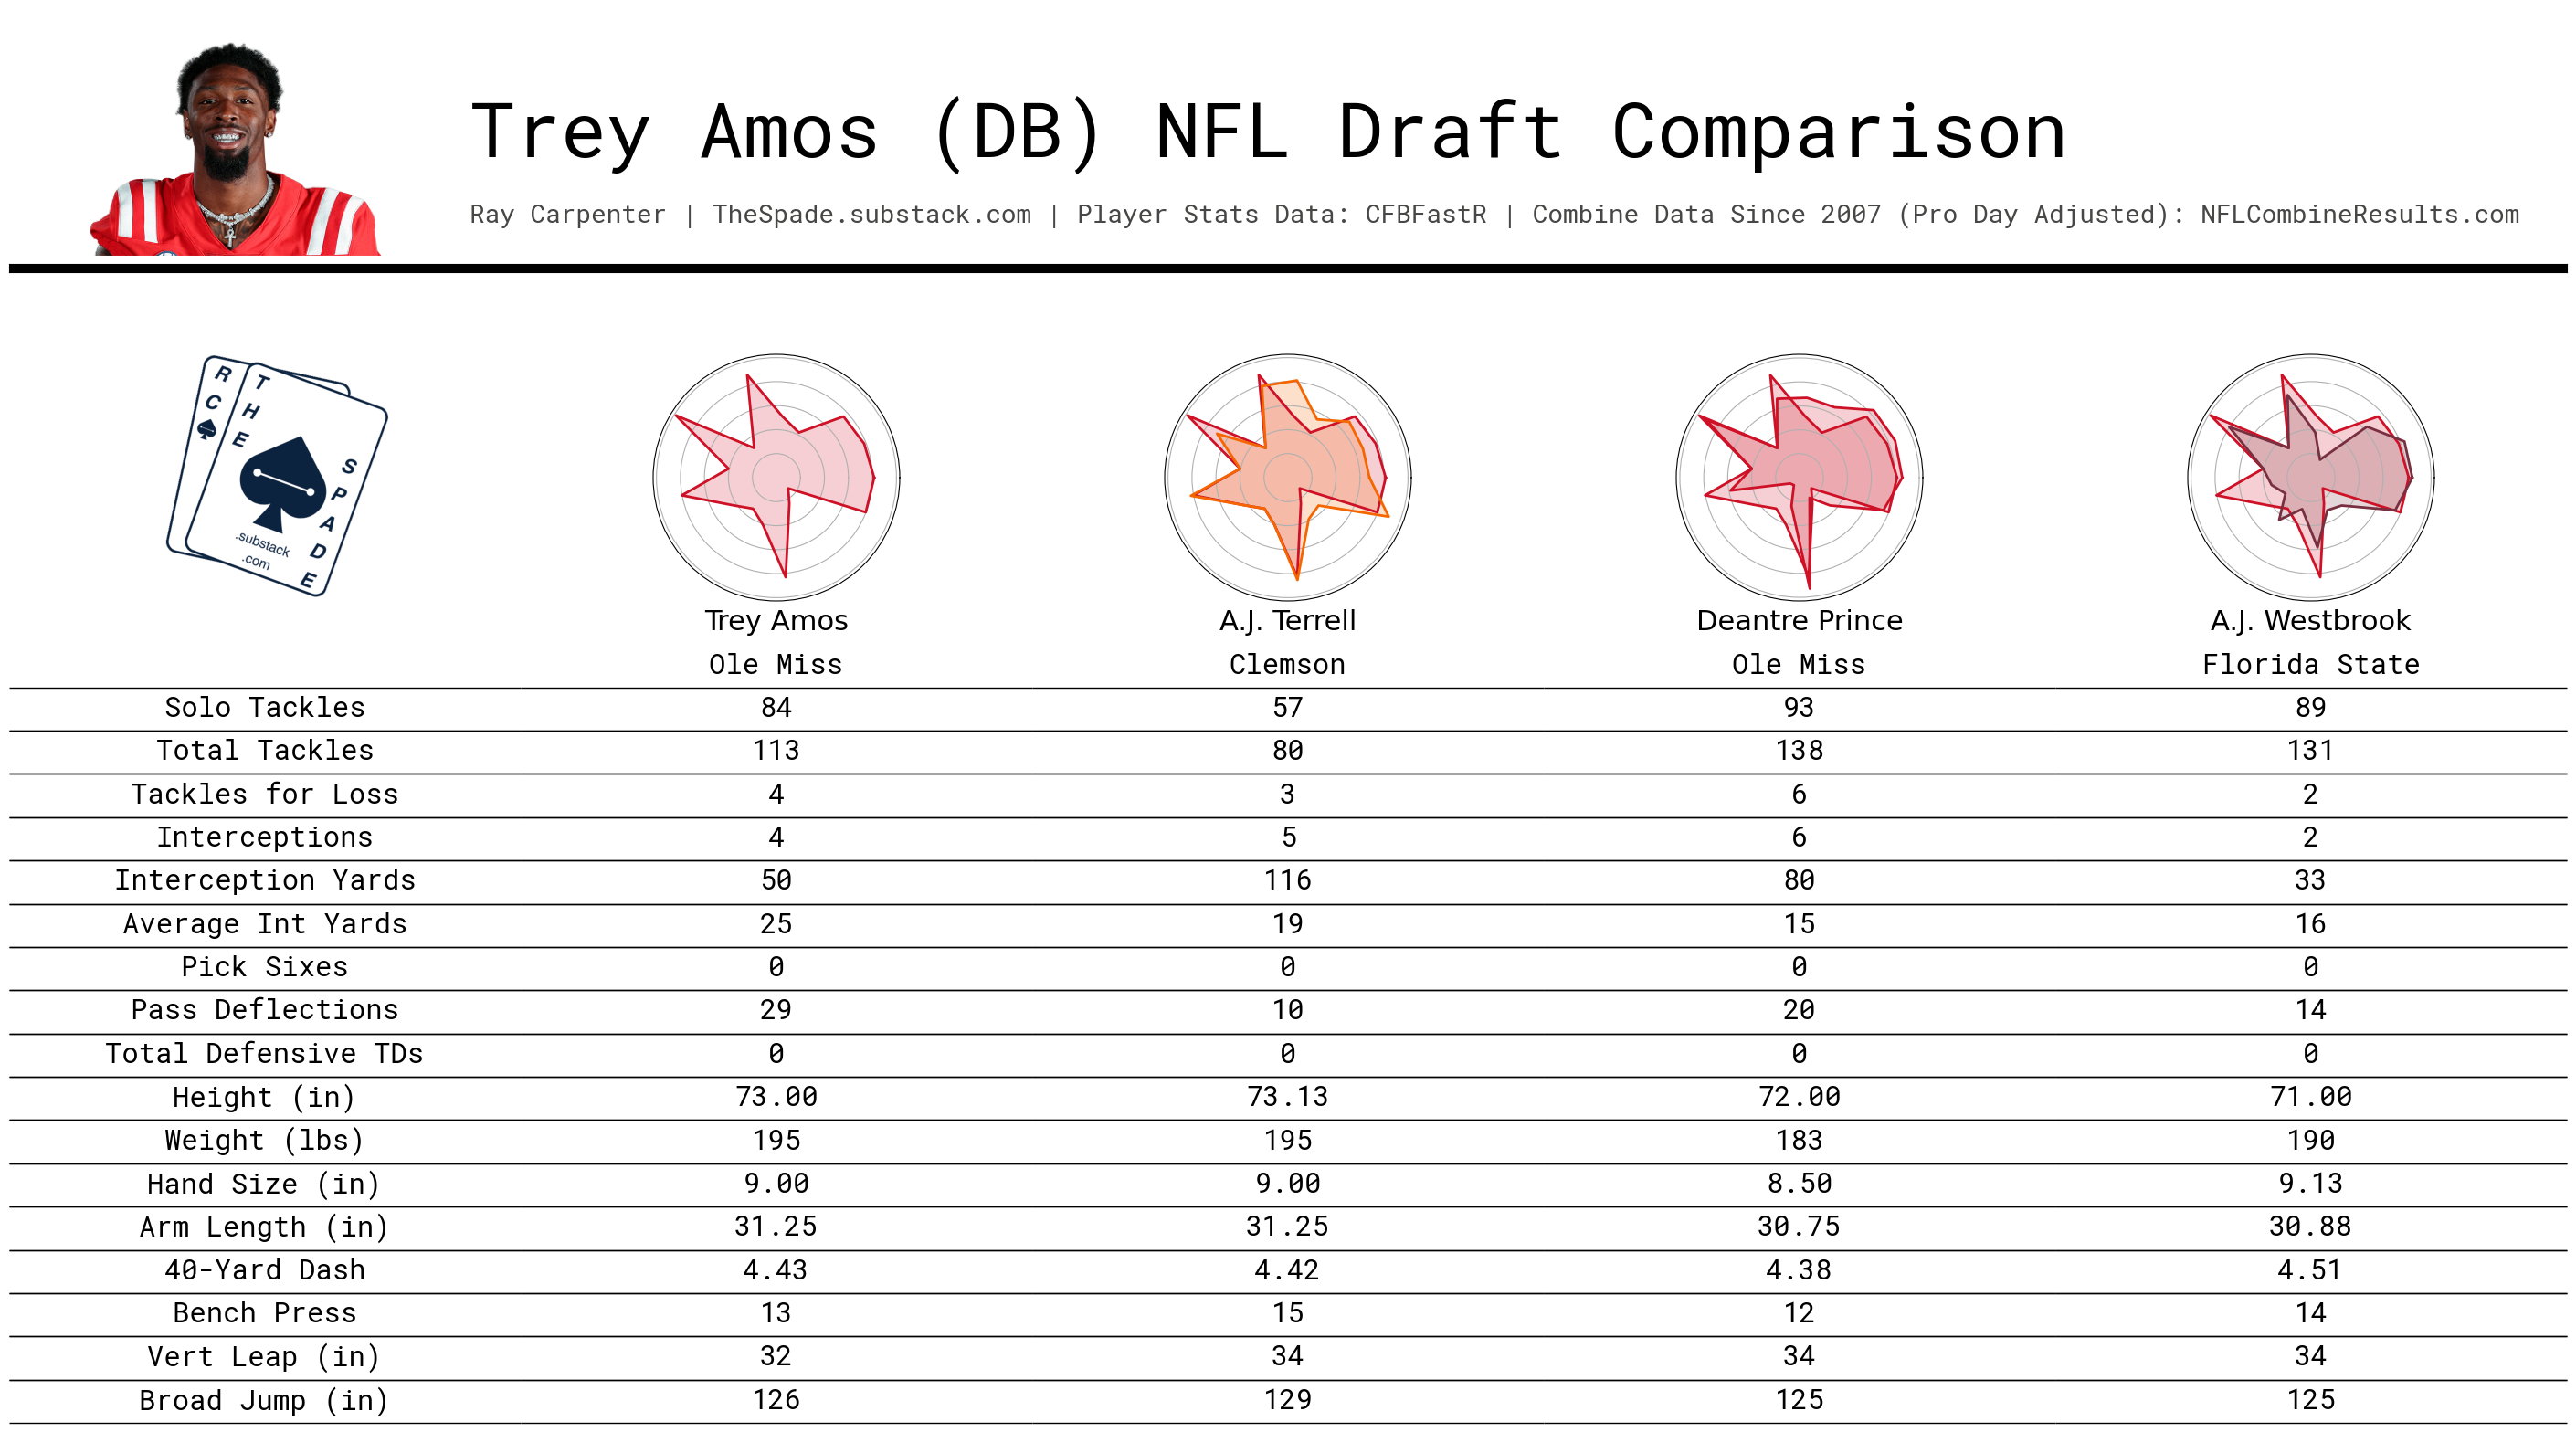 Trey Amos (DB) NFL Draft Comparison
Ray Carpenter | TheSpade.substack.com | Player Stats Data: CFBFastR | Combine Data Since 2007 (Pro Day Adjusted): NFLCombineResults.com
R C
T H E
S P A D E
.substack
.com
Trey Amos A.J. Terrell Deantre Prince A.J. Westbrook
Ole Miss Clemson Ole Miss Florida State
Solo Tackles 84 57 93 89
Total Tackles 113 80 138 131
Tackles for Loss 4 3 6 2
Interceptions 4 5 6 2
Interception Yards 50 116 80 33
Average Int Yards 25 19 15 16
Pick Sixes 0 0 0 0
Pass Deflections 29 10 20 14
Total Defensive TDs 0 0 0 0
Height (in) 73.00 73.13 72.00 71.00
Weight (lbs) 195 195 183 190
Hand Size (in) 9.00 9.00 8.50 9.13
Arm Length (in) 31.25 31.25 30.75 30.88
40-Yard Dash 4.43 4.42 4.38 4.51
Bench Press 13 15 12 14
Vert Leap (in) 32 34 34 34
Broad Jump (in) 126 129 125 125